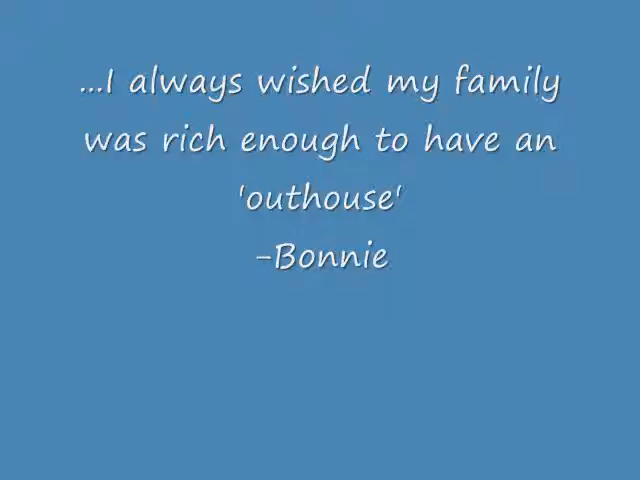 ...I always wished my family
was rich enough to have an
'outhouse'
-Bonnie